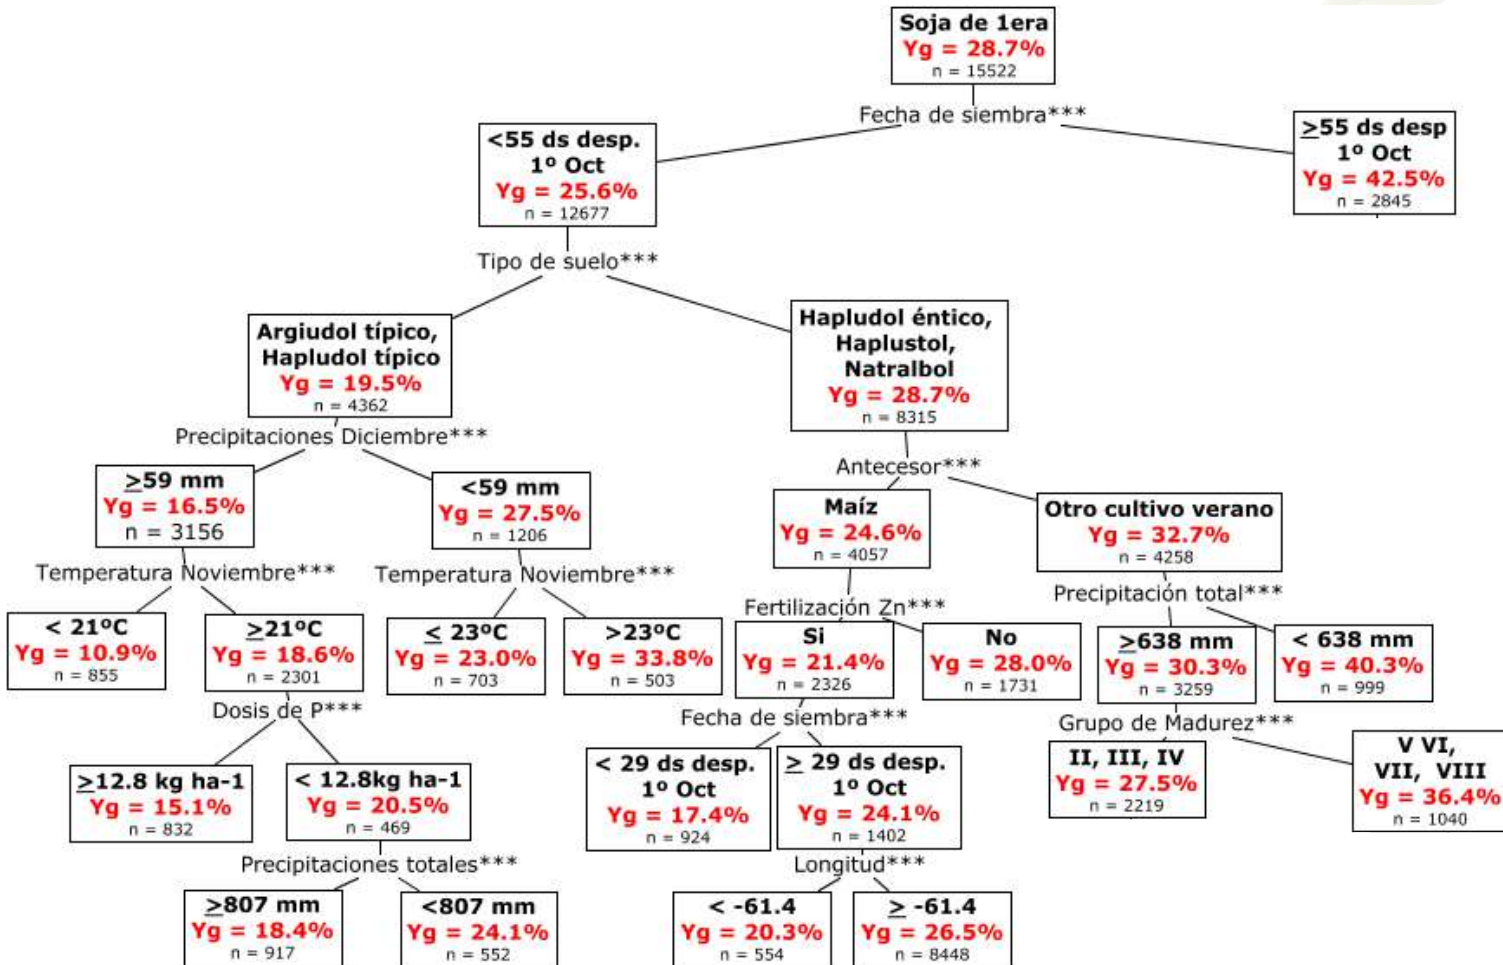 Soja de 1era
Yg = 28.7%
n = 15522
Fecha de siembra***
<55 ds desp.
1º Oct
Yg = 25.6%
n = 12677
≥55 ds desp
1º Oct
Yg = 42.5%
n = 2845
Tipo de suelo***
Argiudol típico,
Hapludol típico
Yg = 19.5%
n = 4362
Hapludol éntico,
Haplustol,
Natralbol
Yg = 28.7%
n = 8315
Precipitaciones Diciembre***
Antecesor***
≥59 mm
Yg = 16.5%
n = 3156
<59 mm
Yg = 27.5%
n = 1206
Maíz
Yg = 24.6%
n = 4057
Otro cultivo verano
Yg = 32.7%
n = 4258
Temperatura Noviembre***
Temperatura Noviembre***
Fertilización Zn***
Precipitación total***
< 21ºC
Yg = 10.9%
n = 855
≥21ºC
Yg = 18.6%
n = 2301
≤ 23ºC
Yg = 23.0%
n = 703
>23ºC
Yg = 33.8%
n = 503
Si
Yg = 21.4%
n = 2326
No
Yg = 28.0%
n = 1731
≥638 mm
Yg = 30.3%
n = 3259
< 638 mm
Yg = 40.3%
n = 999
Dosis de P***
Fecha de siembra***
Grupo de Madurez***
≥12.8 kg ha-1
Yg = 15.1%
n = 832
< 12.8kg ha-1
Yg = 20.5%
n = 469
< 29 ds desp.
1º Oct
Yg = 17.4%
n = 924
≥ 29 ds desp.
1º Oct
Yg = 24.1%
n = 1402
II, III, IV
Yg = 27.5%
n = 2219
V VI,
VII, VIII
Yg = 36.4%
n = 1040
Precipitaciones totales***
Longitud***
≥807 mm
Yg = 18.4%
n = 917
<807 mm
Yg = 24.1%
n = 552
< -61.4
Yg = 20.3%
n = 554
≥ -61.4
Yg = 26.5%
n = 8448